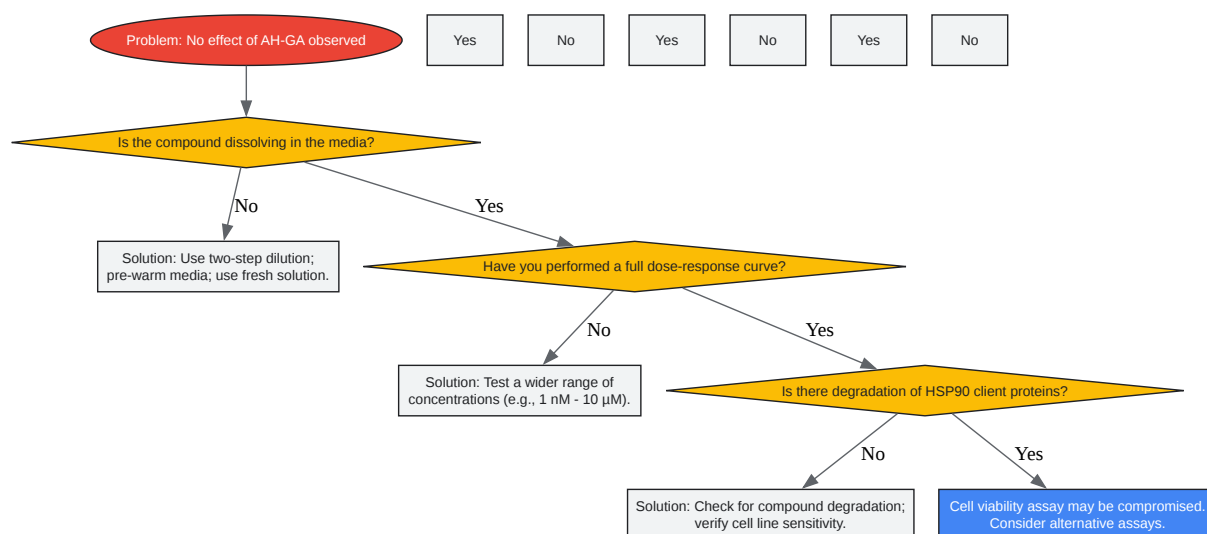 Problem: No effect of AH-GA observed
Yes
No
Yes
No
Yes
No
Is the compound dissolving in the media?
No
Yes
Solution: Use two-step dilution;
pre-warm media; use fresh solution.
Have you performed a full dose-response curve?
No
Yes
Solution: Test a wider range of
concentrations (e.g., 1 nM - 10 µM).
Is there degradation of HSP90 client proteins?
No
Yes
Solution: Check for compound degradation;
verify cell line sensitivity.
Cell viability assay may be compromised.
Consider alternative assays.